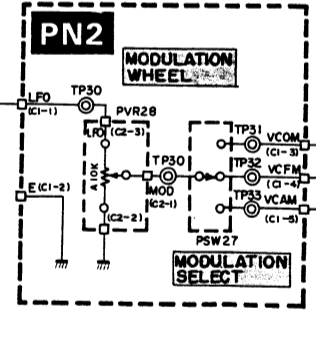 PN2
MODULATION
WHEEL
LFO
TP30
(C1-1)
PVR28
LFO
(C2-3)
TP31
VCOM
(C1-3)
A10K
TP30
TP32
VCFM
(C1-4)
E(C1-2)
MOD
(C2-1)
TP33
VCAM
(C1-5)
(C2-2)
PSW27
MODULATION
SELECT